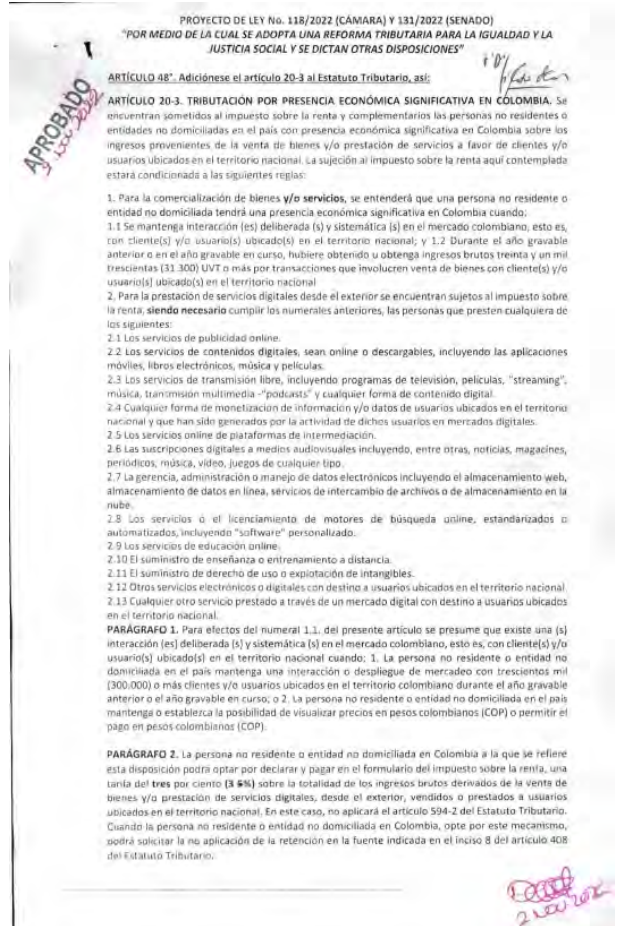 PROYECTO DE LEY No. 118/2022 (CÁMARA) Y 131/2022 (SENADO)
"POR MEDIO DE LA CUAL SE ADOPTA UNA REFORMA TRIBUTARIA PARA LA IGUALDAD Y LA
JUSTICIA SOCIAL Y SE DICTAN OTRAS DISPOSICIONES"
APROBADO
ARTÍCULO 48°. Adiciónese el artículo 20-3 al Estatuto Tributario, así:
ARTÍCULO 20-3. TRIBUTACIÓN POR PRESENCIA ECONÓMICA SIGNIFICATIVA EN COLOMBIA. Se
encuentran sometidos al impuesto sobre la renta y complementarios las personas no residentes o
entidades no domiciliadas en el país con presencia económica significativa en Colombia sobre los
ingresos provenientes de la venta de bienes y/o prestación de servicios a favor de clientes y/o
usuarios ubicados en el territorio nacional. La sujeción al impuesto sobre la renta aquí contemplada
estará condicionada a las siguientes reglas:
1. Para la comercialización de bienes y/o servicios, se entenderá que una persona no residente o
entidad no domiciliada tendrá una presencia económica significativa en Colombia cuando:
1.1 Se mantenga interacción (es) deliberada (s) y sistemática (s) en el mercado colombiano, esto es,
con cliente(s) y/o usuario(s) ubicado(s) en el territorio nacional; y 1.2 Durante el año gravable
anterior o en el año gravable en curso, hubiere obtenido u obtenga ingresos brutos treinta y un mil
trescientas (31.300) UVT o más por transacciones que involucren venta de bienes con cliente(s) y/o
usuario(s) ubicado(s) en el territorio nacional
2. Para la prestación de servicios digitales desde el exterior se encuentran sujetos al impuesto sobre
la renta, siendo necesario cumplir los numerales anteriores, las personas que presten cualquiera de
los siguientes:
2.1 Los servicios de publicidad online.
2.2 Los servicios de contenidos digitales, sean online o descargables, incluyendo las aplicaciones
móviles, libros electrónicos, música y películas.
2.3 Los servicios de transmisión libre, incluyendo programas de televisión, películas, "streaming",
música, transmisión multimedia -"podcasts" y cualquier forma de contenido digital.
2.4 Cualquier forma de monetización de información y/o datos de usuarios ubicados en el territorio
nacional y que han sido generados por la actividad de dichos usuarios en mercados digitales.
2.5 Los servicios online de plataformas de intermediación.
2.6 Las suscripciones digitales a medios audiovisuales incluyendo, entre otras, noticias, magacines,
periódicos, música, video, juegos de cualquier tipo.
2.7 La gerencia, administración o manejo de datos electrónicos incluyendo el almacenamiento web,
almacenamiento de datos en línea, servicios de intercambio de archivos o de almacenamiento en la
nube.
2.8 Los servicios o el licenciamiento de motores de búsqueda online, estandarizados o
automatizados, incluyendo "software" personalizado.
2.9 Los servicios de educación online.
2.10 El suministro de enseñanza o entrenamiento a distancia.
2.11 El suministro de derecho de uso o explotación de intangibles.
2.12 Otros servicios electrónicos o digitales con destino a usuarios ubicados en el territorio nacional
2.13 Cualquier otro servicio prestado a través de un mercado digital con destino a usuarios ubicados
en el territorio nacional.
PARÁGRAFO 1. Para efectos del numeral 1.1. del presente artículo se presume que existe una (s)
interacción (es) deliberada (s) y sistemática (s) en el mercado colombiano, esto es, con cliente(s) y/o
usuario(s) ubicado(s) en el territorio nacional cuando: 1. La persona no residente o entidad no
domiciliada en el país mantenga una interacción o despliegue de mercadeo con trescientos mil
(300.000) o más clientes y/o usuarios ubicados en el territorio colombiano durante el año gravable
anterior o el año gravable en curso; o 2. La persona no residente o entidad no domiciliada en el país
mantenga o establezca la posibilidad de visualizar precios en pesos colombianos (COP) o permitir el
pago en pesos colombianos (COP).
PARÁGRAFO 2. La persona no residente o entidad no domiciliada en Colombia a la que se refiere
esta disposición podrá optar por declarar y pagar en el formulario del impuesto sobre la renta, una
tarifa del tres por ciento (3 5%) sobre la totalidad de los ingresos brutos derivados de la venta de
bienes y/o prestación de servicios digitales, desde el exterior, vendidos o prestados a usuarios
ubicados en el territorio nacional. En este caso, no aplicará el artículo 594-2 del Estatuto Tributario.
Cuando la persona no residente o entidad no domiciliada en Colombia, opte por este mecanismo,
podrá solicitar la no aplicación de la retención en la fuente indicada en el inciso 8 del artículo 408
del Estatuto Tributario.
2 NOV 2022